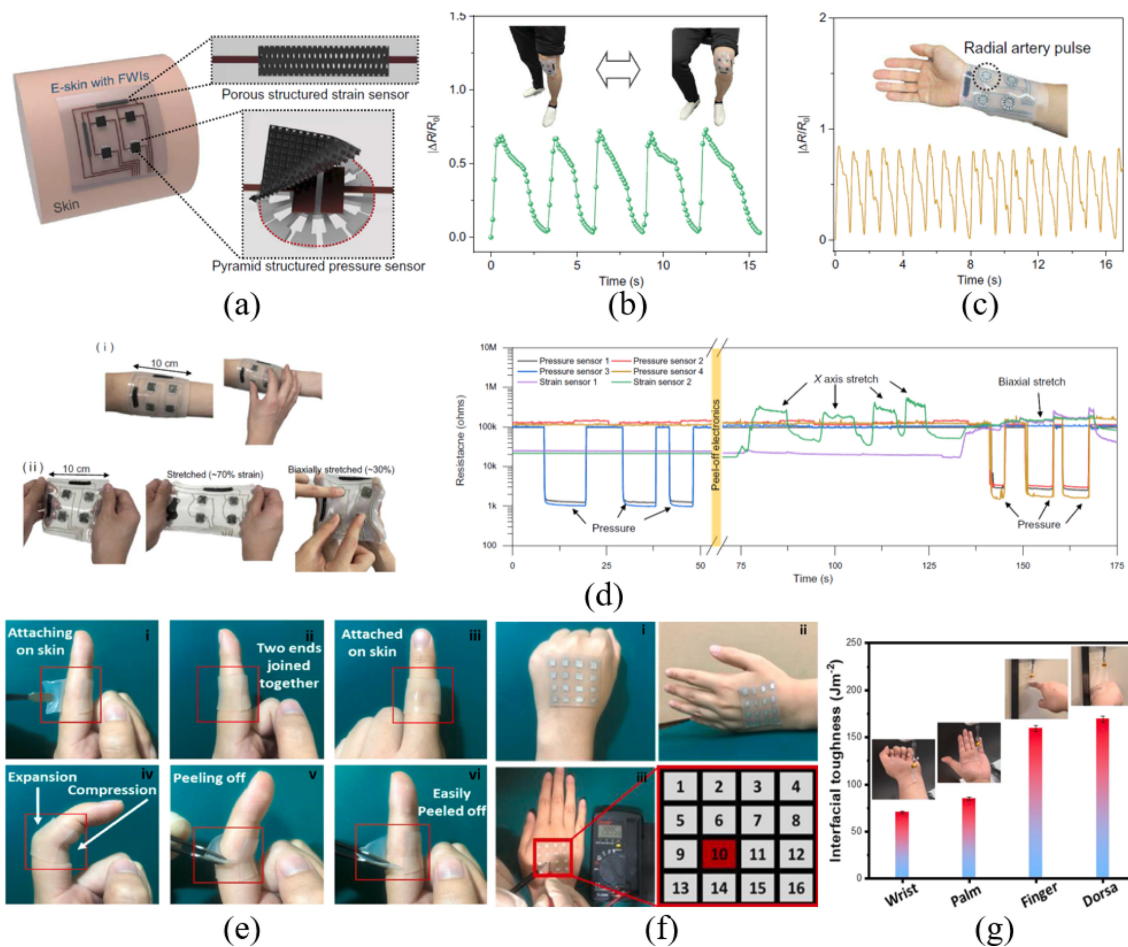 E-skin with FWIs
Skin
Porous structured strain sensor
Pyramid structured pressure sensor
(a)
1.5
1.0
0.5
0.0
|ΔR/R0|
0 5 10 15
Time (s)
(b)
2
1
0
|ΔR/R0|
Radial artery pulse
0 2 4 6 8 10 12 14 16
Time (s)
(c)
(i)
10 cm
(ii)
10 cm
Stretched (~70% strain)
Biaxially stretched (~30%)
10M
1M
100k
10k
1k
100
Resistacne (ohms)
Pressure sensor 1
Pressure sensor 2
Pressure sensor 3
Pressure sensor 4
Strain sensor 1
Strain sensor 2
Pressure
Peel-off electronics
X axis stretch
Biaxial stretch
Pressure
0 25 50 75 100 125 150 175
Time (s)
(d)
Attaching
on skin
i
ii
Two ends
joined
together
Attached
on skin
iii
iv
Expansion
Compression
Peeling off
v
vi
Easily
Peeled off
(e)
i
ii
iii
1 2 3 4
5 6 7 8
9 10 11 12
13 14 15 16
(f)
250
200
150
100
50
0
Interfacial toughness (Jm-2)
Wrist
Palm
Finger
Dorsa
(g)